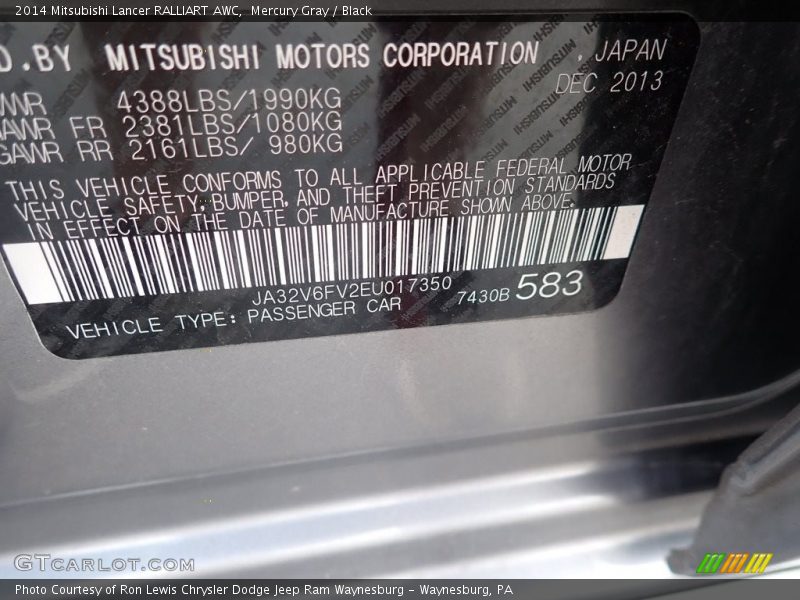 2014 Mitsubishi Lancer RALLIART AWC, Mercury Gray / Black
D.BY MITSUBISHI MOTORS CORPORATION , JAPAN
DEC 2013
VWR 4388LBS/1990KG
AWR FR 2381LBS/1080KG
GAWR RR 2161LBS/ 980KG
THIS VEHICLE CONFORMS TO ALL APPLICABLE FEDERAL MOTOR
VEHICLE SAFETY, BUMPER, AND THEFT PREVENTION STANDARDS
IN EFFECT ON THE DATE OF MANUFACTURE SHOWN ABOVE.
JA32V6FV2EU017350 7430B 583
VEHICLE TYPE: PASSENGER CAR
GTCARLOT.COM
Photo Courtesy of Ron Lewis Chrysler Dodge Jeep Ram Waynesburg – Waynesburg, PA